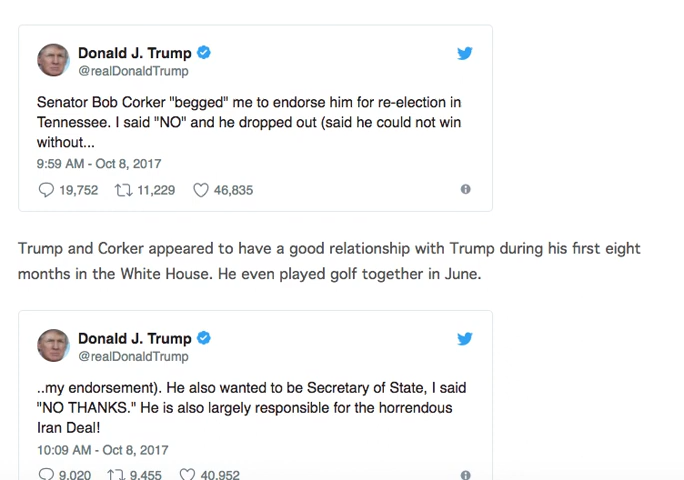 Donald J. Trump
@realDonaldTrump
Senator Bob Corker "begged" me to endorse him for re-election in
Tennessee. I said "NO" and he dropped out (said he could not win
without...
9:59 AM - Oct 8, 2017
19,752 11,229 46,835
Trump and Corker appeared to have a good relationship with Trump during his first eight
months in the White House. He even played golf together in June.
Donald J. Trump
@realDonaldTrump
..my endorsement). He also wanted to be Secretary of State, I said
"NO THANKS." He is also largely responsible for the horrendous
Iran Deal!
10:09 AM - Oct 8, 2017
9,020 9,455 40,952